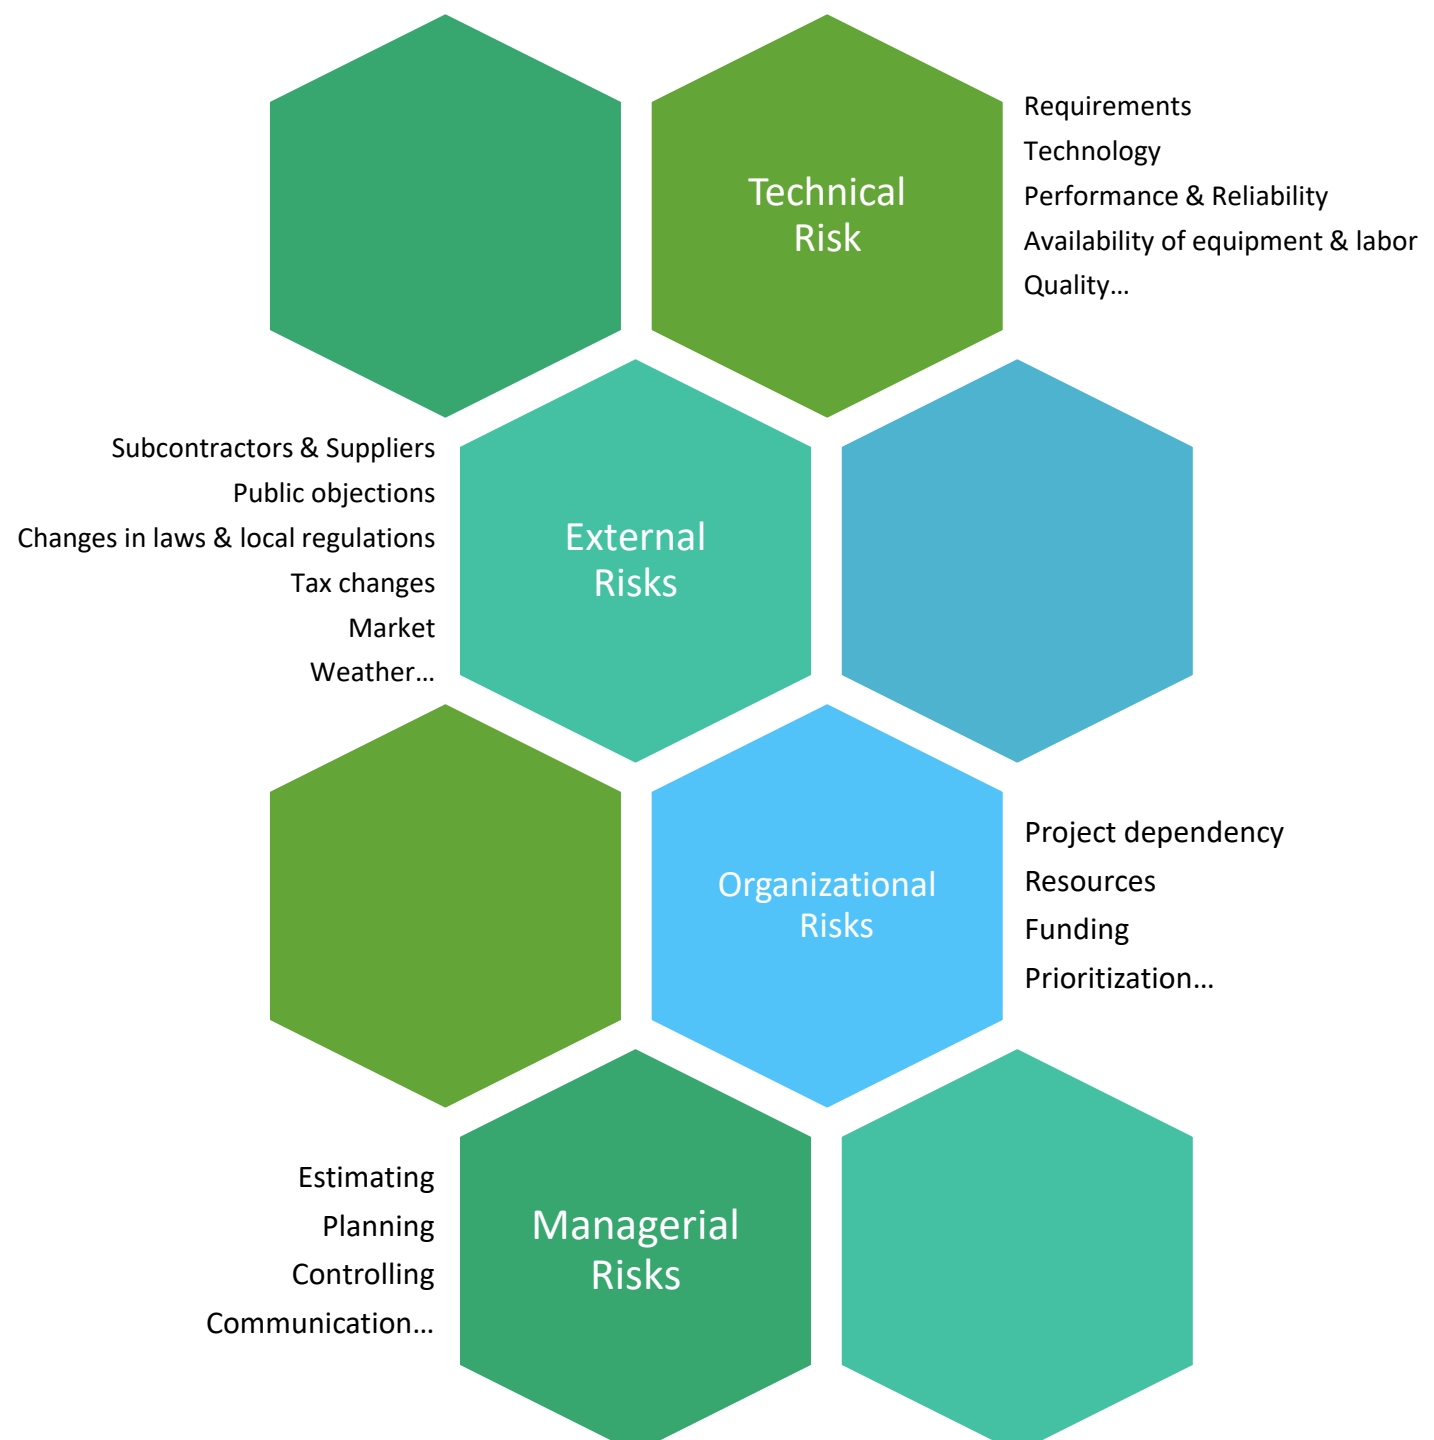 Technical
Risk
Requirements
Technology
Performance & Reliability
Availability of equipment & labor
Quality…
Subcontractors & Suppliers
Public objections
Changes in laws & local regulations
Tax changes
Market
Weather…
External
Risks
Organizational
Risks
Project dependency
Resources
Funding
Prioritization…
Estimating
Planning
Controlling
Communication…
Managerial
Risks